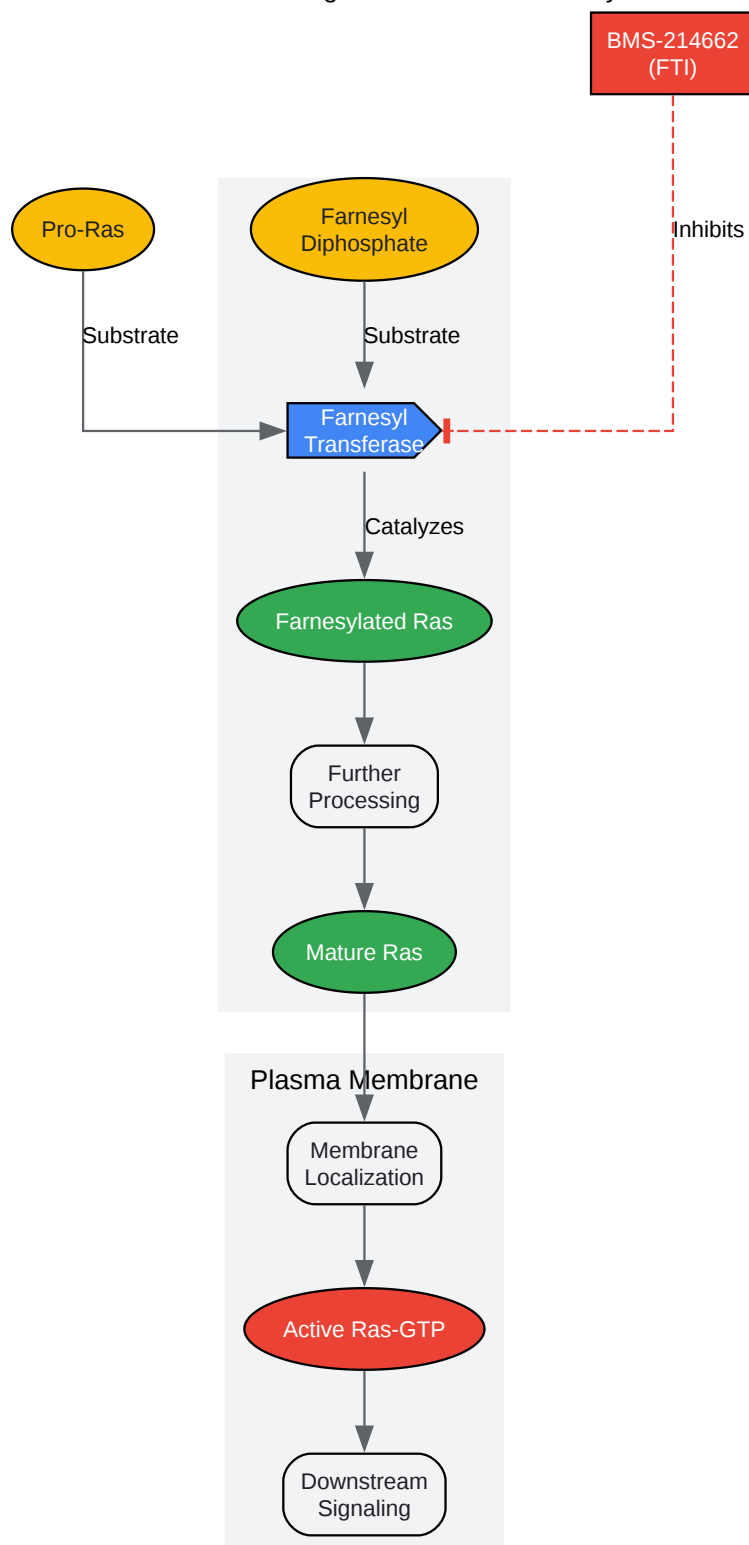 BMS-214662
(FTI)
Pro-Ras
Farnesyl
Diphosphate
Inhibits
Substrate
Substrate
Farnesyl
Transferase
Catalyzes
Farnesylated Ras
Further
Processing
Mature Ras
Plasma Membrane
Membrane
Localization
Active Ras-GTP
Downstream
Signaling